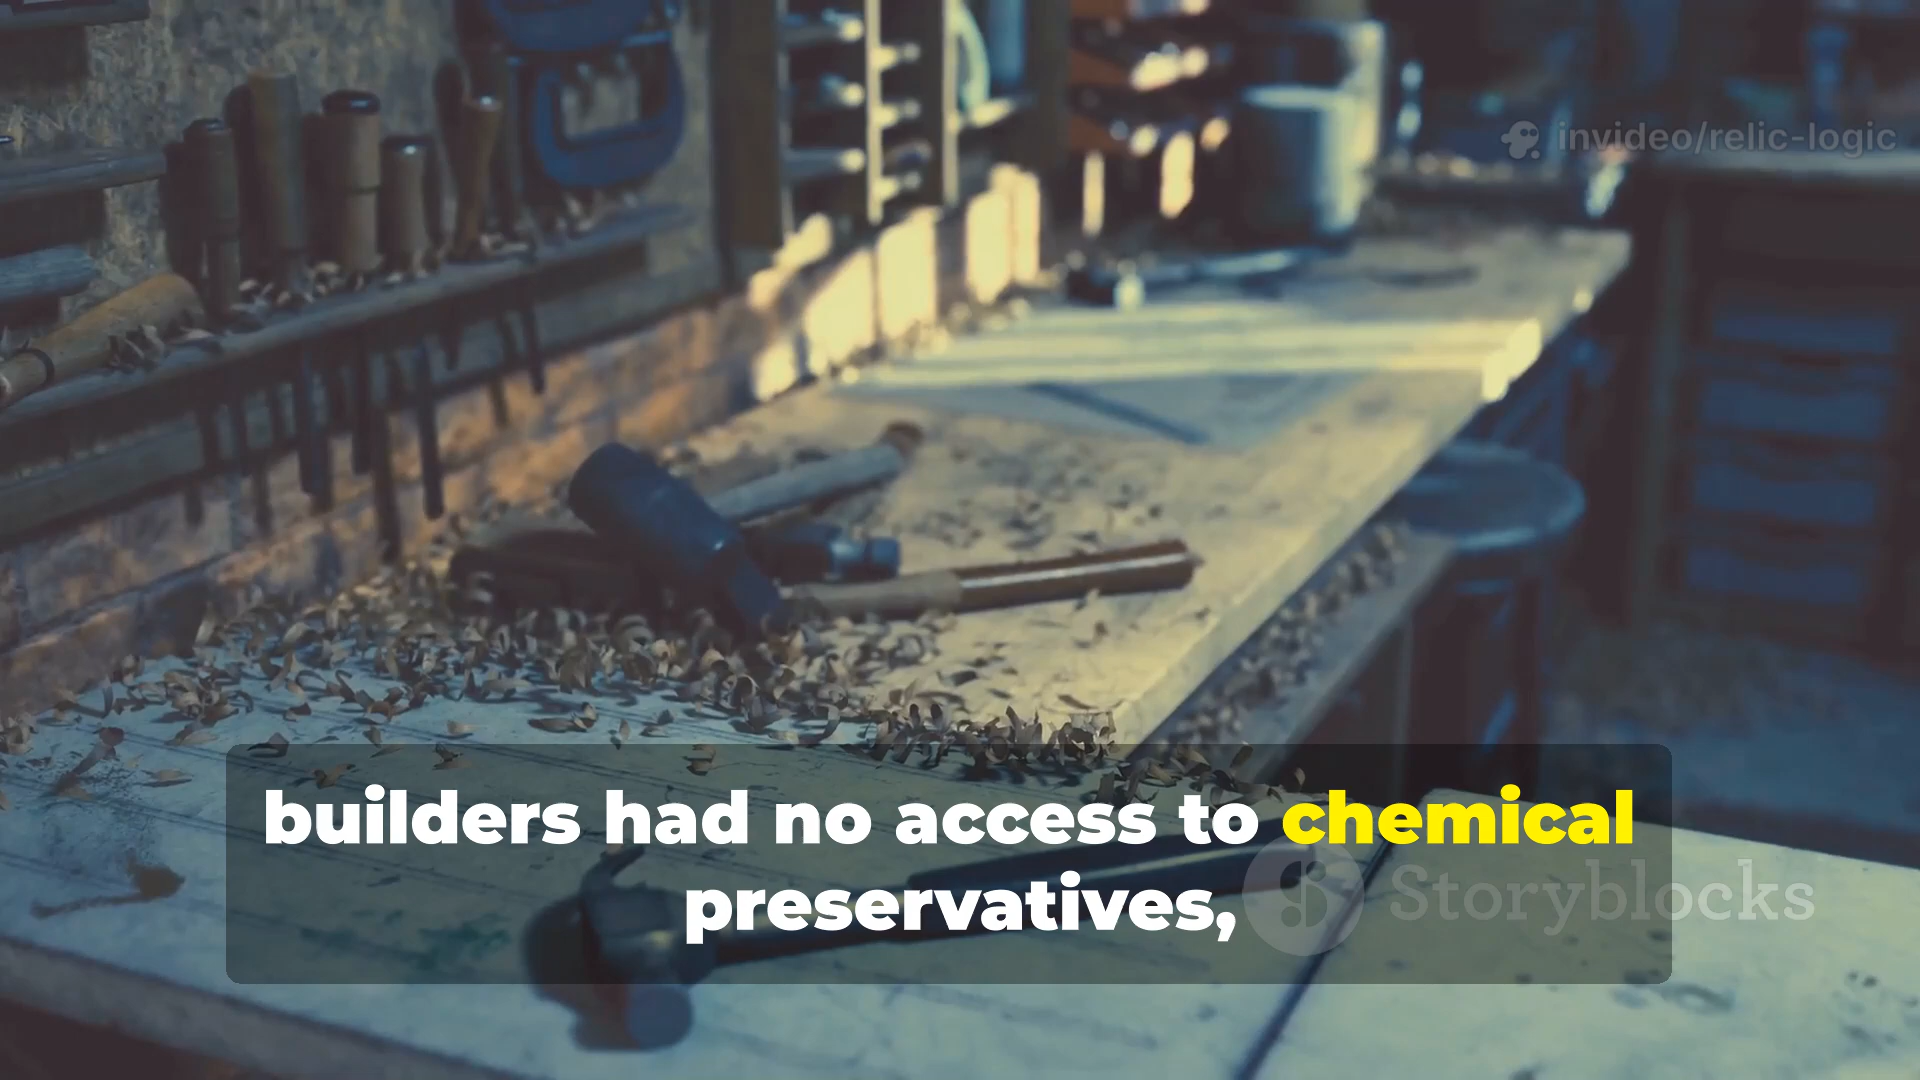 invideo/relic-logic
builders had no access to chemical
preservatives,
Storyblocks